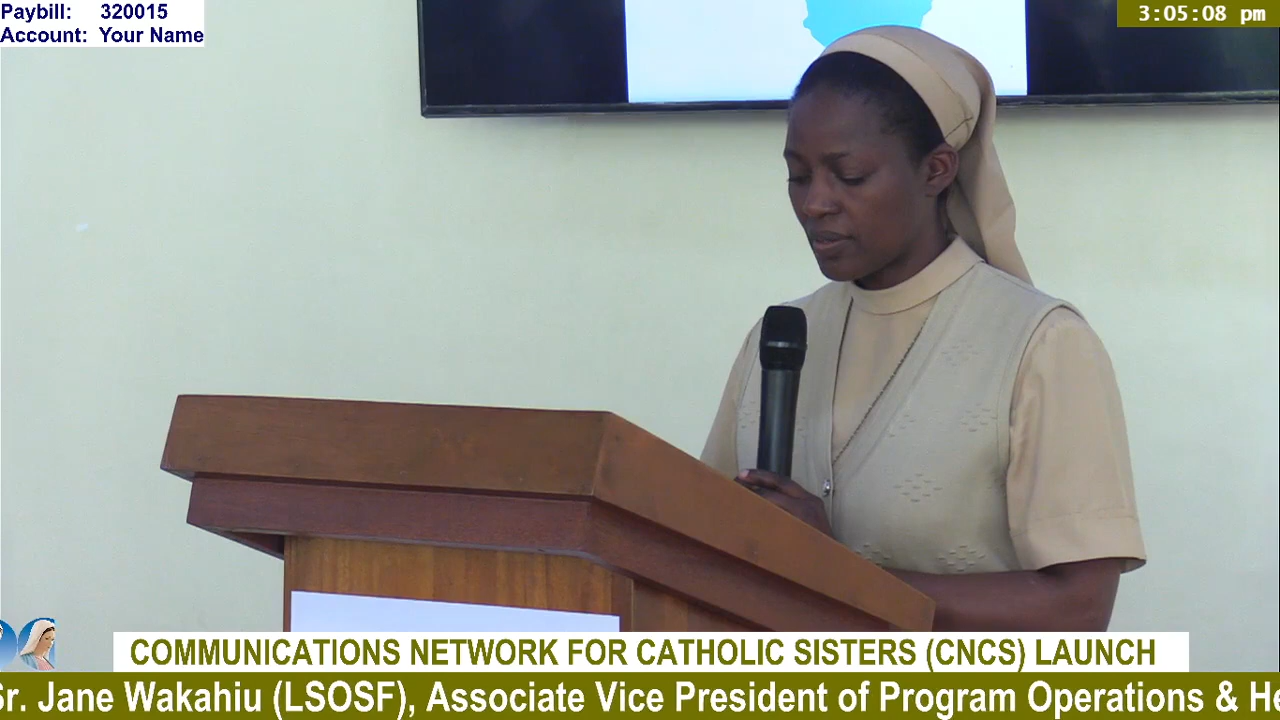 Paybill: 320015
Account: Your Name
3:05:08 pm
COMMUNICATIONS NETWORK FOR CATHOLIC SISTERS (CNCS) LAUNCH
Sr. Jane Wakahiu (LSOSF), Associate Vice President of Program Operations &